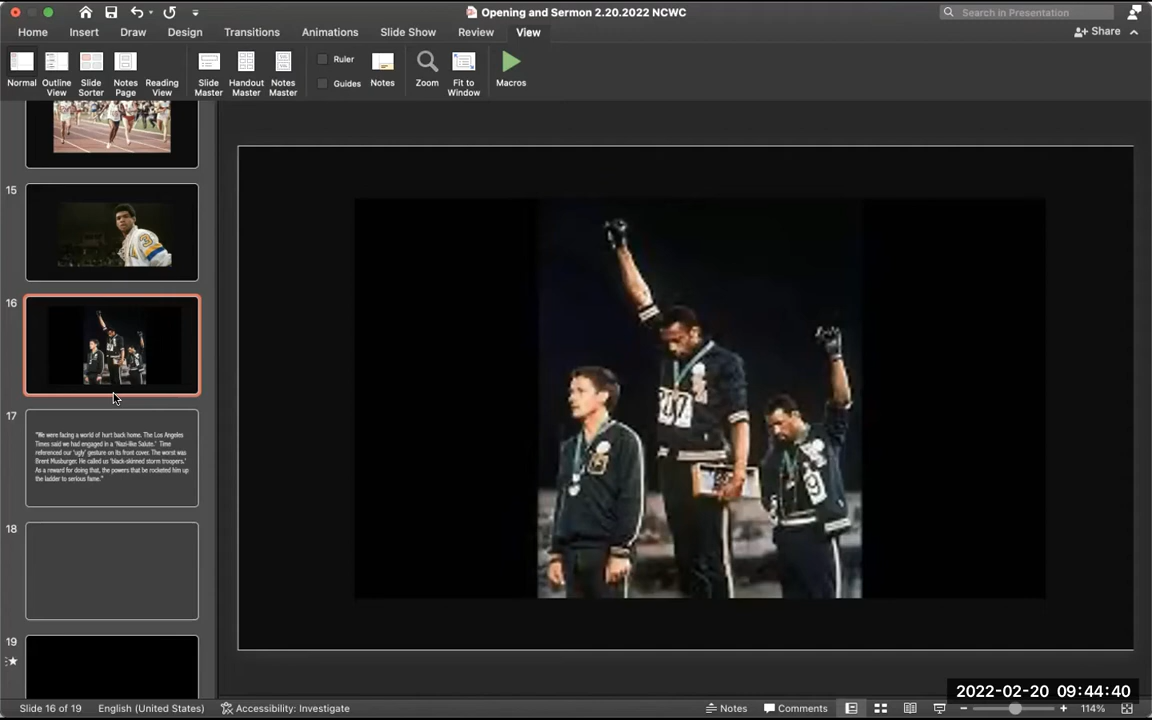 Opening and Sermon 2.20.2022 NCWC
Search in Presentation
Home Insert Draw Design Transitions Animations Slide Show Review View
Share
Normal
Outline View
Slide Sorter
Notes Page
Reading View
Slide Master
Handout Master
Notes Master
Ruler
Guides
Notes
Zoom
Fit to Window
Macros
15
3
16
17
"We were facing a world of hurt back home. The Los Angeles
Times said we had engaged in a 'Nazi-like Salute.' Time
referenced our 'ugly' gesture on its front cover. The worst was
Brent Musburger. He called us 'black-skinned storm troopers.'
As a reward for doing that, the powers that be rocketed him up
the ladder to serious fame."
18
19
307
2022-02-20 09:44:40
Slide 16 of 19 English (United States) Accessibility: Investigate Notes Comments 114%